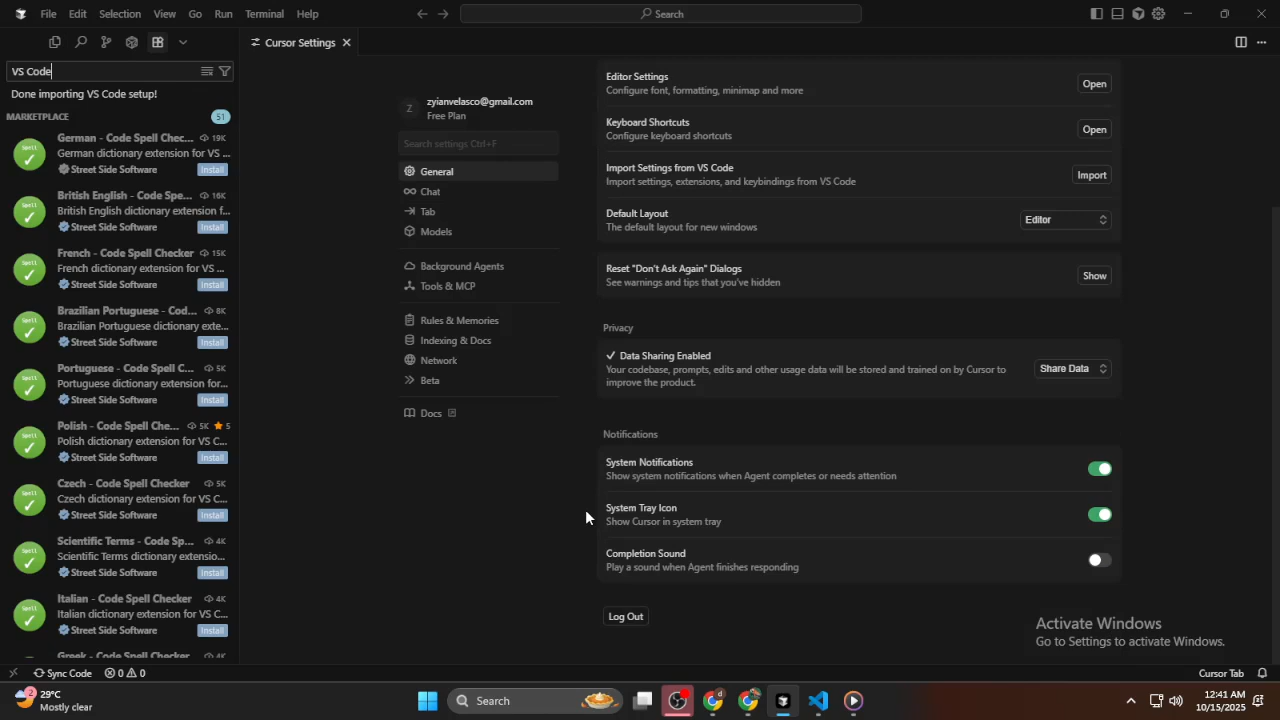 File Edit Selection View Go Run Terminal Help
Search
Cursor Settings
VS Code
Done importing VS Code setup!
MARKETPLACE 51
German - Code Spell Chec... 19K
German dictionary extension for VS ...
Street Side Software Install
British English - Code Spe... 16K
British English dictionary extension f...
Street Side Software Install
French - Code Spell Checker 15K
French dictionary extension for VS ...
Street Side Software Install
Brazilian Portuguese - Cod... 8K
Brazilian Portuguese dictionary exte...
Street Side Software Install
Portuguese - Code Spell C... 5K
Portuguese dictionary extension for...
Street Side Software Install
Polish - Code Spell Che... 5K 5
Polish dictionary extension for VS C...
Street Side Software Install
Czech - Code Spell Checker 5K
Czech dictionary extension for VS C...
Street Side Software Install
Scientific Terms - Code Sp... 4K
Scientific Terms dictionary extensio...
Street Side Software Install
Italian - Code Spell Checker 4K
Italian dictionary extension for VS C...
Street Side Software Install
Greek - Code Spell Checker 4K
Z
zyianvelasco@gmail.com
Free Plan
Search settings Ctrl+F
General
Chat
Tab
Models
Background Agents
Tools & MCP
Rules & Memories
Indexing & Docs
Network
Beta
Docs
Editor Settings
Configure font, formatting, minimap and more
Open
Keyboard Shortcuts
Configure keyboard shortcuts
Open
Import Settings from VS Code
Import settings, extensions, and keybindings from VS Code
Import
Default Layout
The default layout for new windows
Editor
Reset "Don't Ask Again" Dialogs
See warnings and tips that you've hidden
Show
Privacy
Data Sharing Enabled
Your codebase, prompts, edits and other usage data will be stored and trained on by Cursor to
improve the product.
Share Data
Notifications
System Notifications
Show system notifications when Agent completes or needs attention
System Tray Icon
Show Cursor in system tray
Completion Sound
Play a sound when Agent finishes responding
Log Out
Activate Windows
Go to Settings to activate Windows.
Sync Code 0 0
Cursor Tab
2
29°C
Mostly clear
Search
12:41 AM
10/15/2025